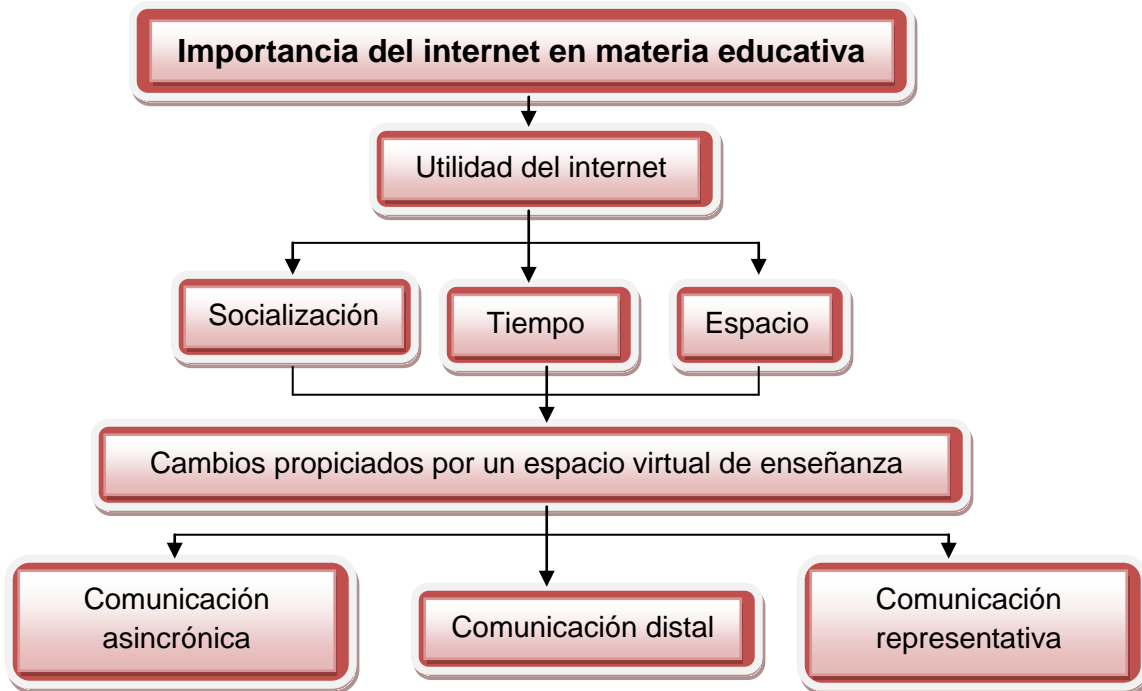 Importancia del internet en materia educativa
Utilidad del internet
Socialización
Tiempo
Espacio
Cambios propiciados por un espacio virtual de enseñanza
Comunicación
asincrónica
Comunicación distal
Comunicación
representativa